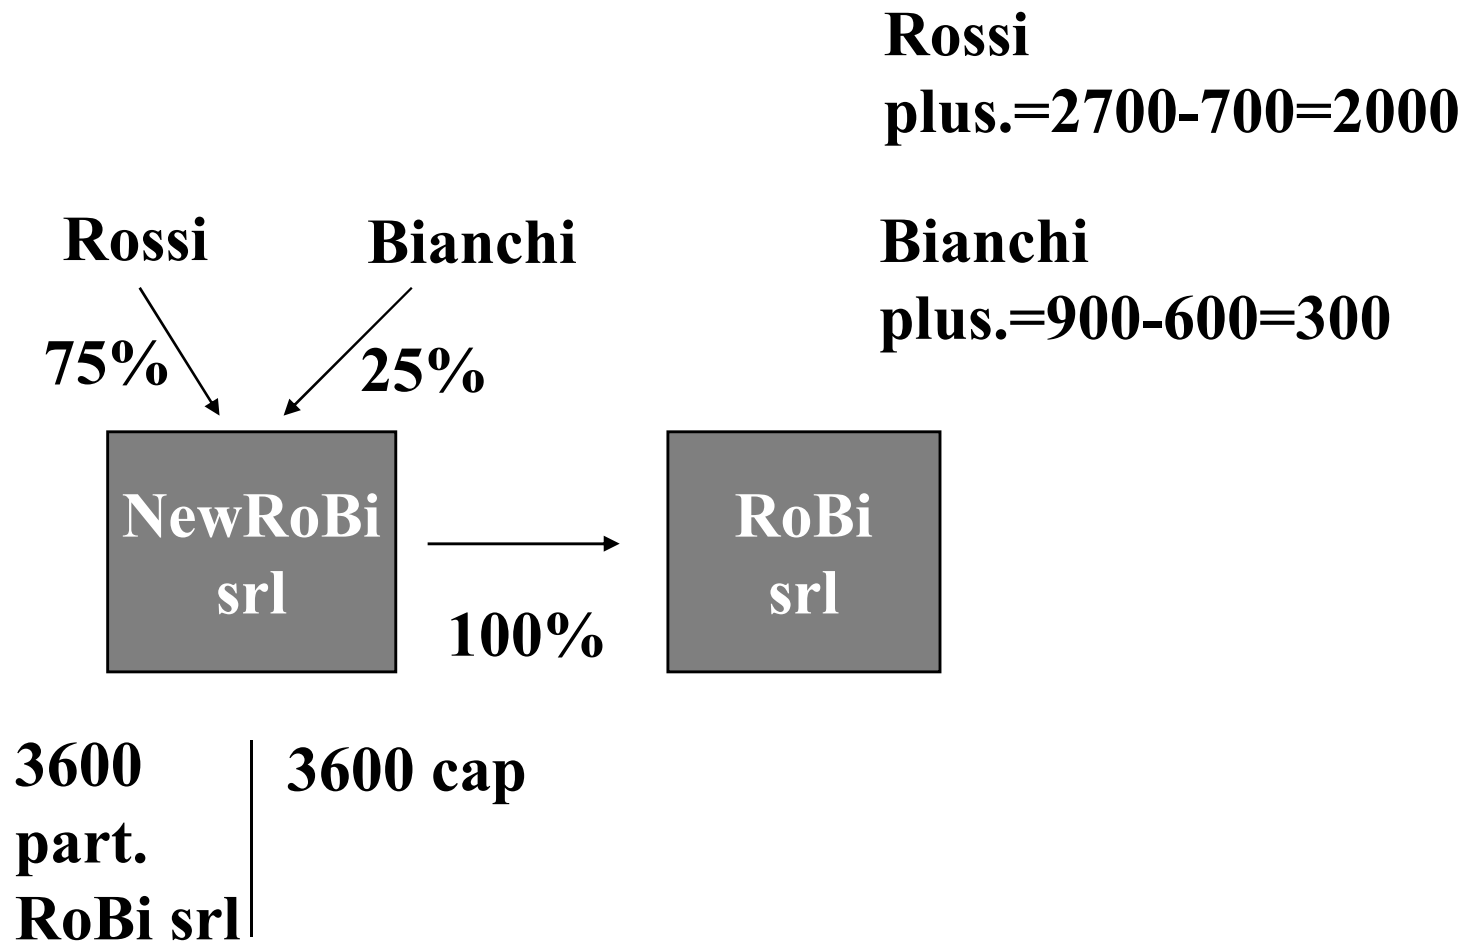 Rossi
plus.=2700-700=2000
Rossi
Bianchi
Bianchi
plus.=900-600=300
75%
25%
NewRoBi
srl
RoBi
srl
100%
3600
part.
RoBi srl
3600 cap